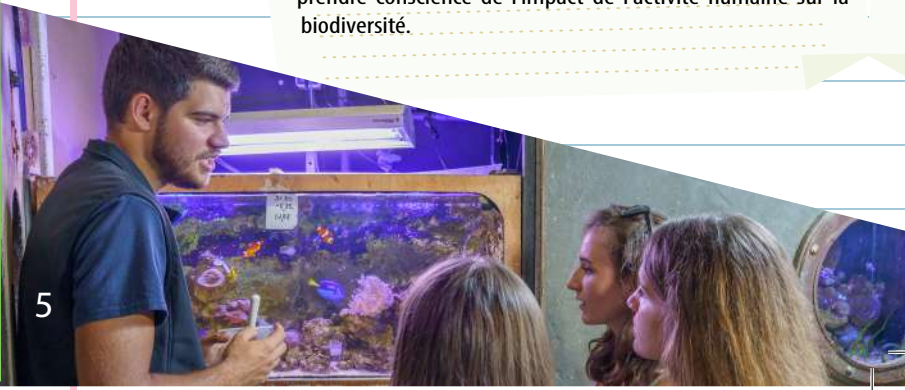 prendre conscience de l'impact de l'activité humaine sur la
biodiversité.
5